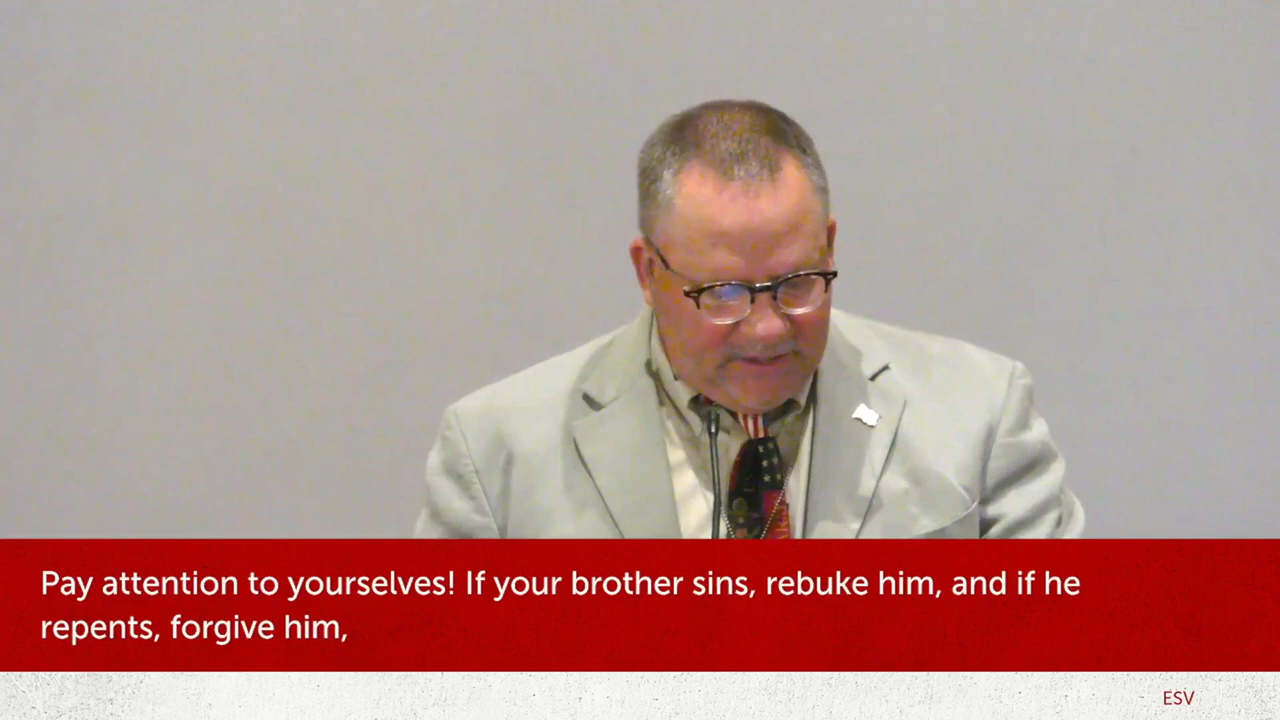 Pay attention to yourselves! If your brother sins, rebuke him, and if he
repents, forgive him,
ESV